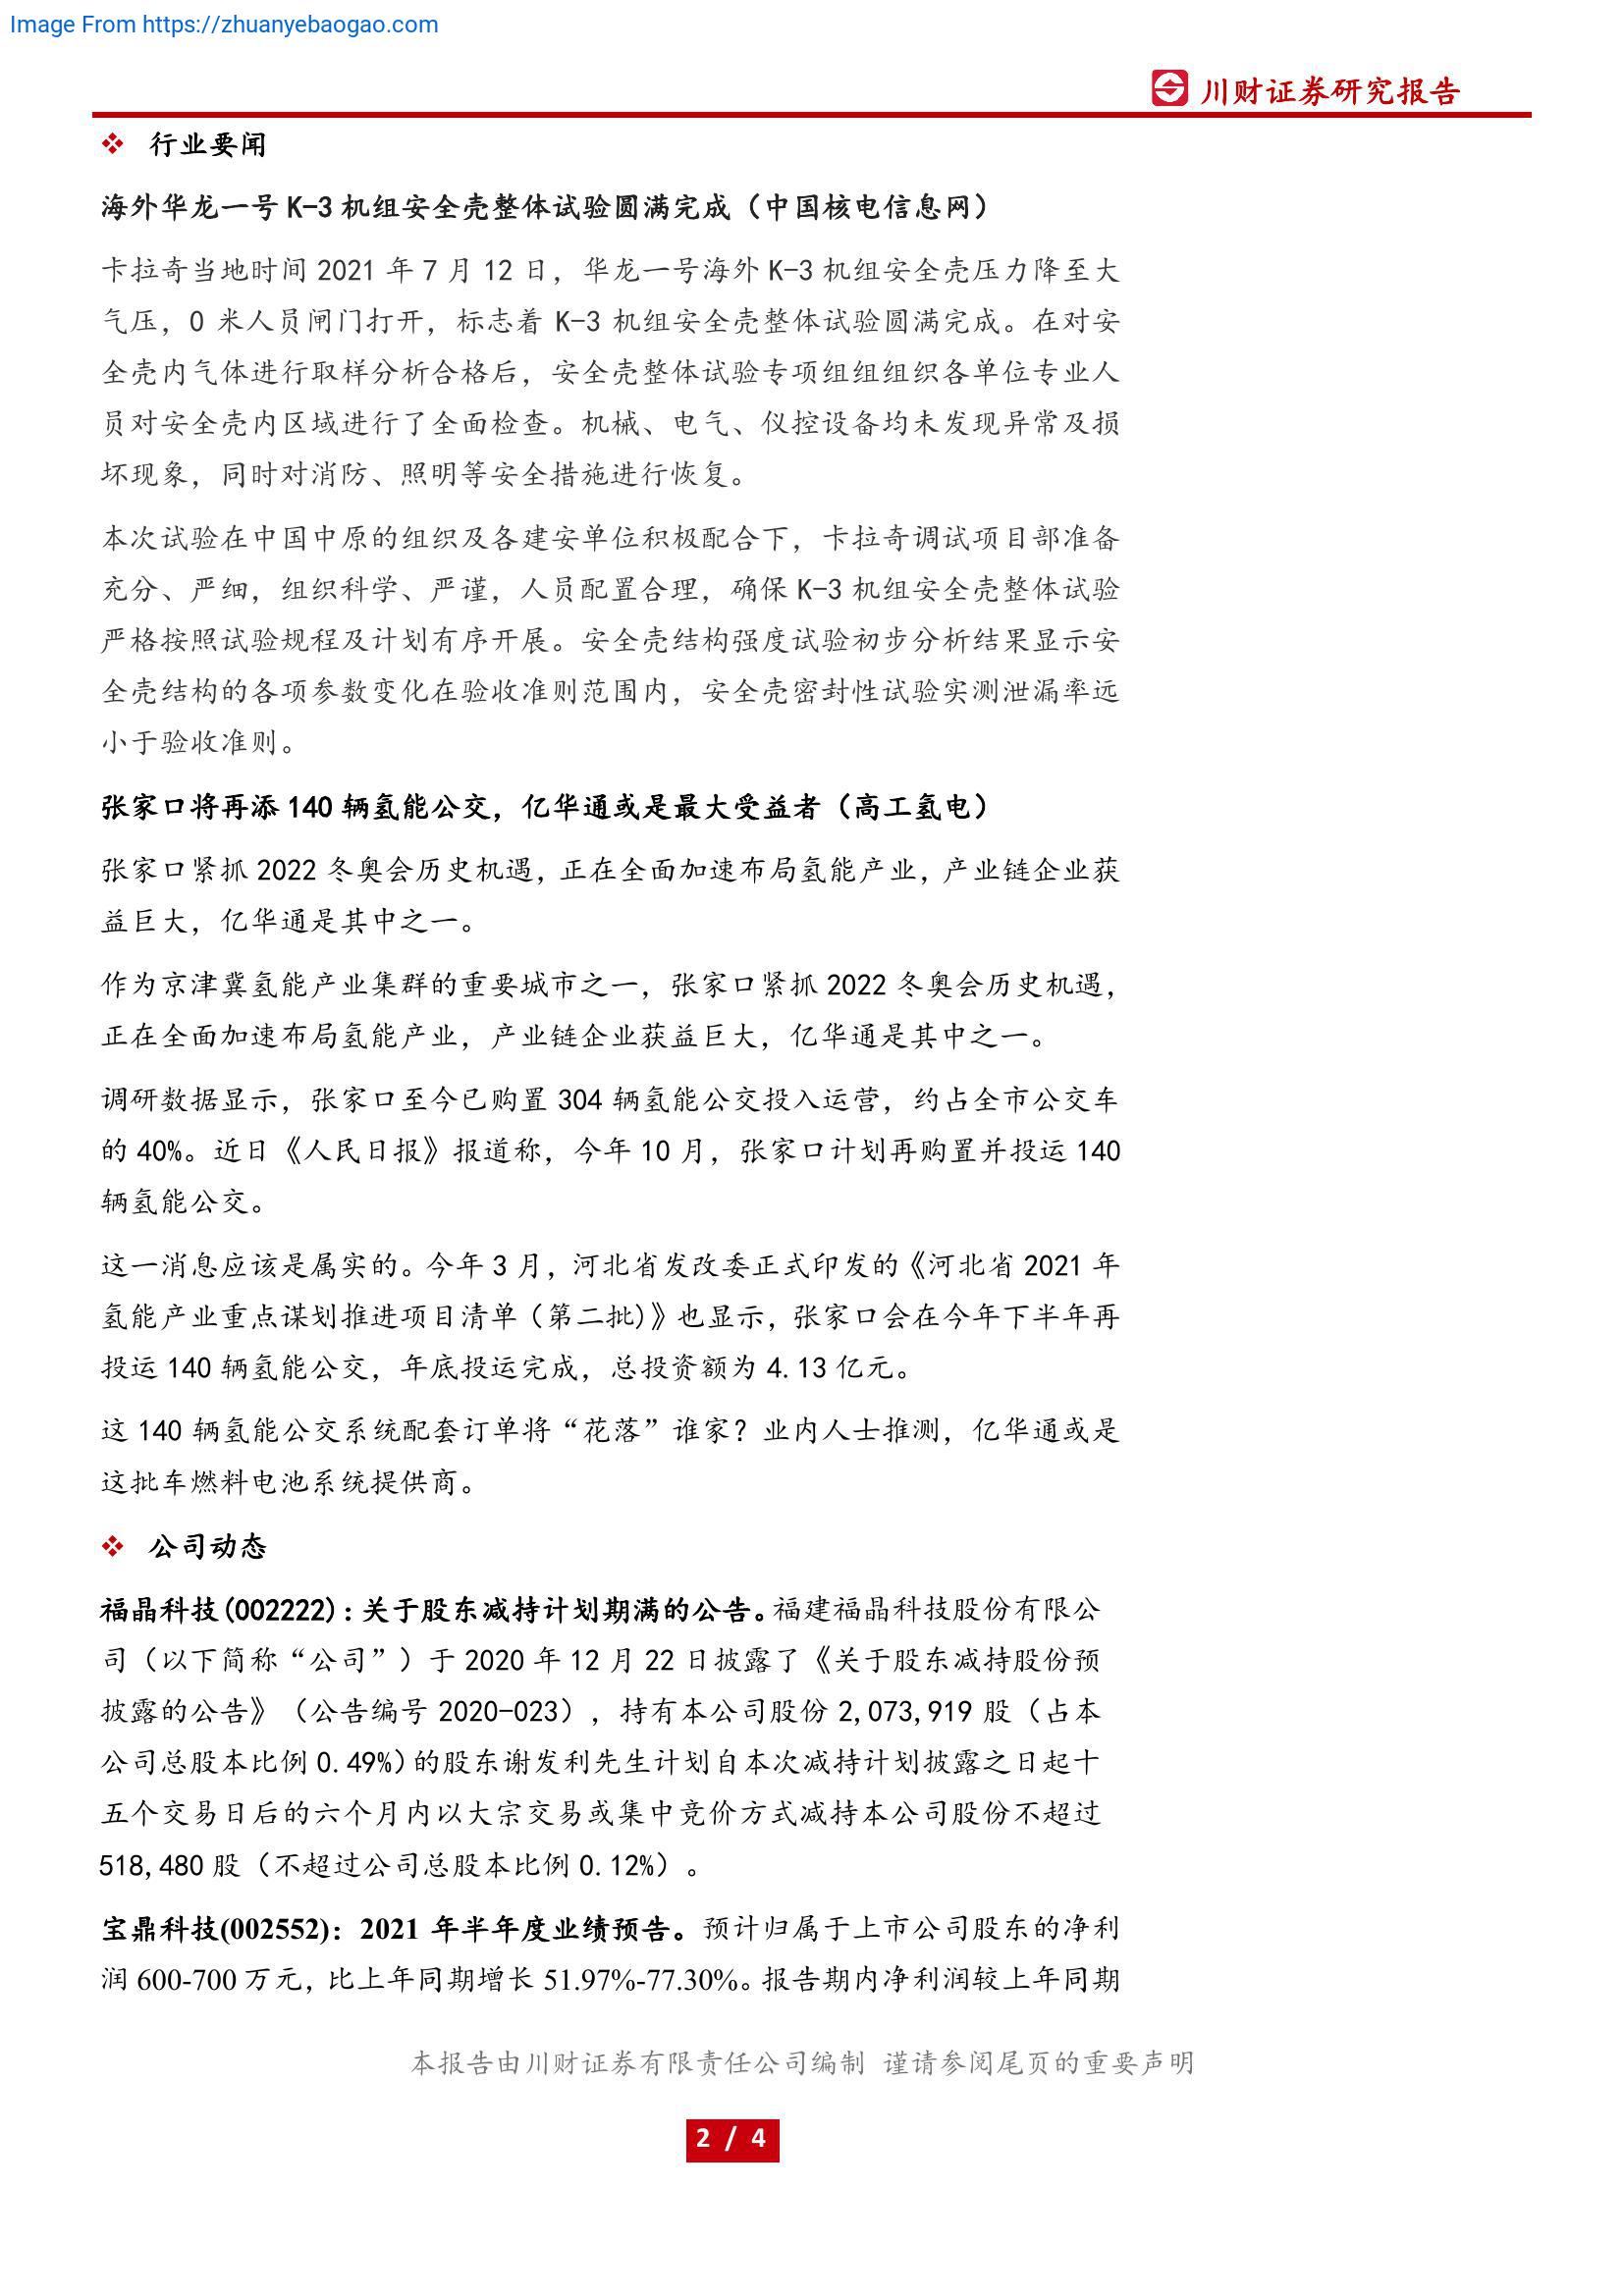 Image From https://zhuanyebaogao.com
川财证券研究报告
行业要闻
海外华龙一号 K-3 机组安全壳整体试验圆满完成（中国核电信息网）
卡拉奇当地时间 2021 年 7 月 12 日，华龙一号海外 K-3 机组安全壳压力降至大
气压，0 米人员闸门打开，标志着 K-3 机组安全壳整体试验圆满完成。在对安
全壳内气体进行取样分析合格后，安全壳整体试验专项组组组织各单位专业人
员对安全壳内区域进行了全面检查。机械、电气、仪控设备均未发现异常及损
坏现象，同时对消防、照明等安全措施进行恢复。
本次试验在中国中原的组织及各建安单位积极配合下，卡拉奇调试项目部准备
充分、严细，组织科学、严谨，人员配置合理，确保 K-3 机组安全壳整体试验
严格按照试验规程及计划有序开展。安全壳结构强度试验初步分析结果显示安
全壳结构的各项参数变化在验收准则范围内，安全壳密封性试验实测泄漏率远
小于验收准则。
张家口将再添 140 辆氢能公交，亿华通或是最大受益者（高工氢电）
张家口紧抓 2022 冬奥会历史机遇，正在全面加速布局氢能产业，产业链企业获
益巨大，亿华通是其中之一。
作为京津冀氢能产业集群的重要城市之一，张家口紧抓 2022 冬奥会历史机遇，
正在全面加速布局氢能产业，产业链企业获益巨大，亿华通是其中之一。
调研数据显示，张家口至今已购置 304 辆氢能公交投入运营，约占全市公交车
的 40%。近日《人民日报》报道称，今年 10 月，张家口计划再购置并投运 140
辆氢能公交。
这一消息应该是属实的。今年 3 月，河北省发改委正式印发的《河北省 2021 年
氢能产业重点谋划推进项目清单（第二批)》也显示，张家口会在今年下半年再
投运 140 辆氢能公交，年底投运完成，总投资额为 4.13 亿元。
这 140 辆氢能公交系统配套订单将“花落”谁家？业内人士推测，亿华通或是
这批车燃料电池系统提供商。
公司动态
福晶科技(002222):关于股东减持计划期满的公告。福建福晶科技股份有限公
司（以下简称“公司”）于 2020 年 12 月 22 日披露了《关于股东减持股份预
披露的公告》（公告编号 2020-023），持有本公司股份 2,073,919 股（占本
公司总股本比例 0.49%)的股东谢发利先生计划自本次减持计划披露之日起十
五个交易日后的六个月内以大宗交易或集中竞价方式减持本公司股份不超过
518,480 股（不超过公司总股本比例 0.12%）。
宝鼎科技(002552)：2021 年半年度业绩预告。预计归属于上市公司股东的净利
润 600-700 万元，比上年同期增长 51.97%-77.30%。报告期内净利润较上年同期
本报告由川财证券有限责任公司编制 谨请参阅尾页的重要声明
2 / 4